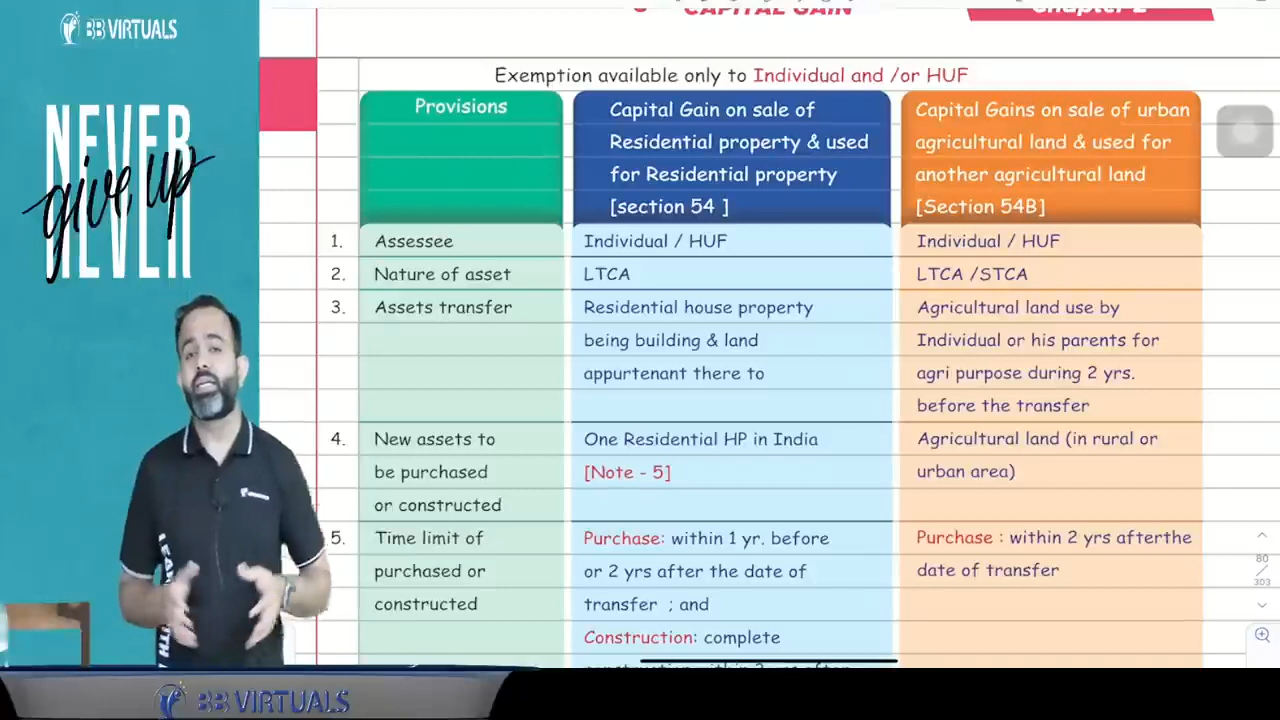 BB VIRTUALS
CAPITAL GAIN
Chapter 2
NEVER
give up
NEVER
Exemption available only to Individual and /or HUF
Provisions
Capital Gain on sale of
Residential property & used
for Residential property
[section 54 ]
Capital Gains on sale of urban
agricultural land & used for
another agricultural land
[Section 54B]
1. Assessee Individual / HUF Individual / HUF
2. Nature of asset LTCA LTCA /STCA
3. Assets transfer Residential house property Agricultural land use by
being building & land Individual or his parents for
appurtenant there to agri purpose during 2 yrs.
before the transfer
4. New assets to One Residential HP in India Agricultural land (in rural or
be purchased [Note - 5] urban area)
or constructed
5. Time limit of Purchase: within 1 yr. before Purchase : within 2 yrs afterthe
purchased or or 2 yrs after the date of date of transfer
constructed transfer ; and
Construction: complete
80
303
BB VIRTUALS